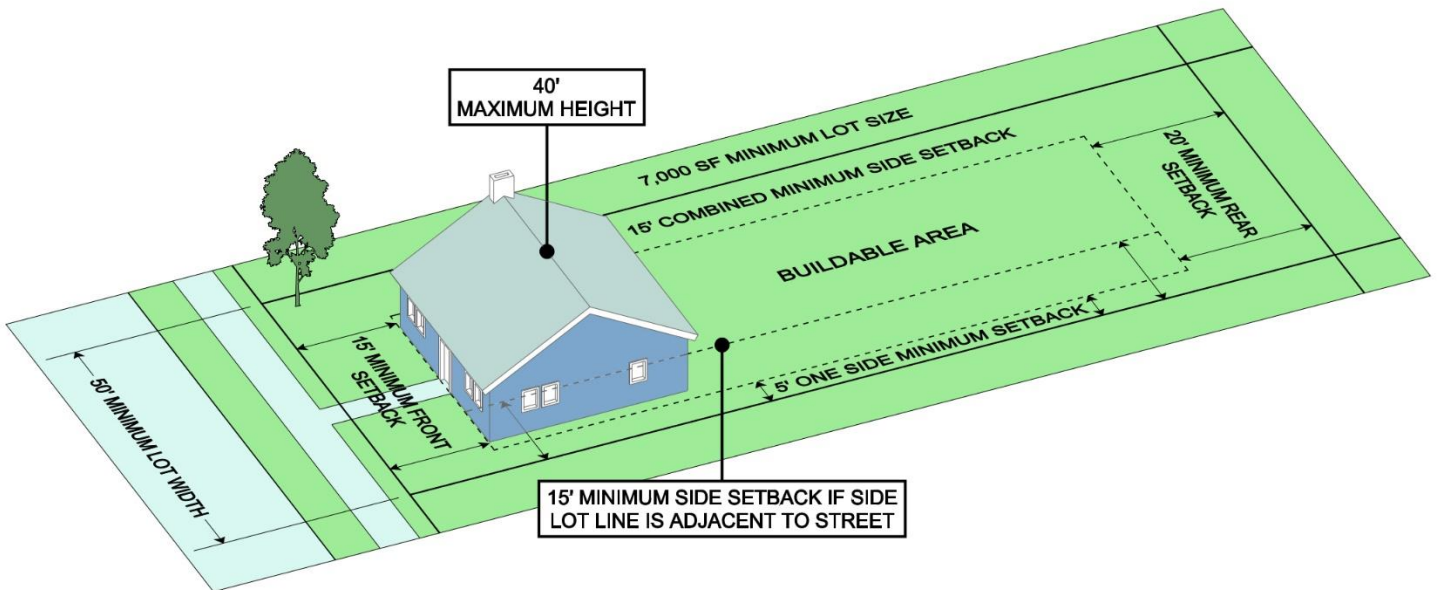 40'
MAXIMUM HEIGHT
7,000 SF MINIMUM LOT SIZE
15' COMBINED MINIMUM SIDE SETBACK
20' MINIMUM REAR
SETBACK
BUILDABLE AREA
5' ONE SIDE MINIMUM SETBACK
15' MINIMUM FRONT
SETBACK
50' MINIMUM LOT WIDTH
15' MINIMUM SIDE SETBACK IF SIDE
LOT LINE IS ADJACENT TO STREET